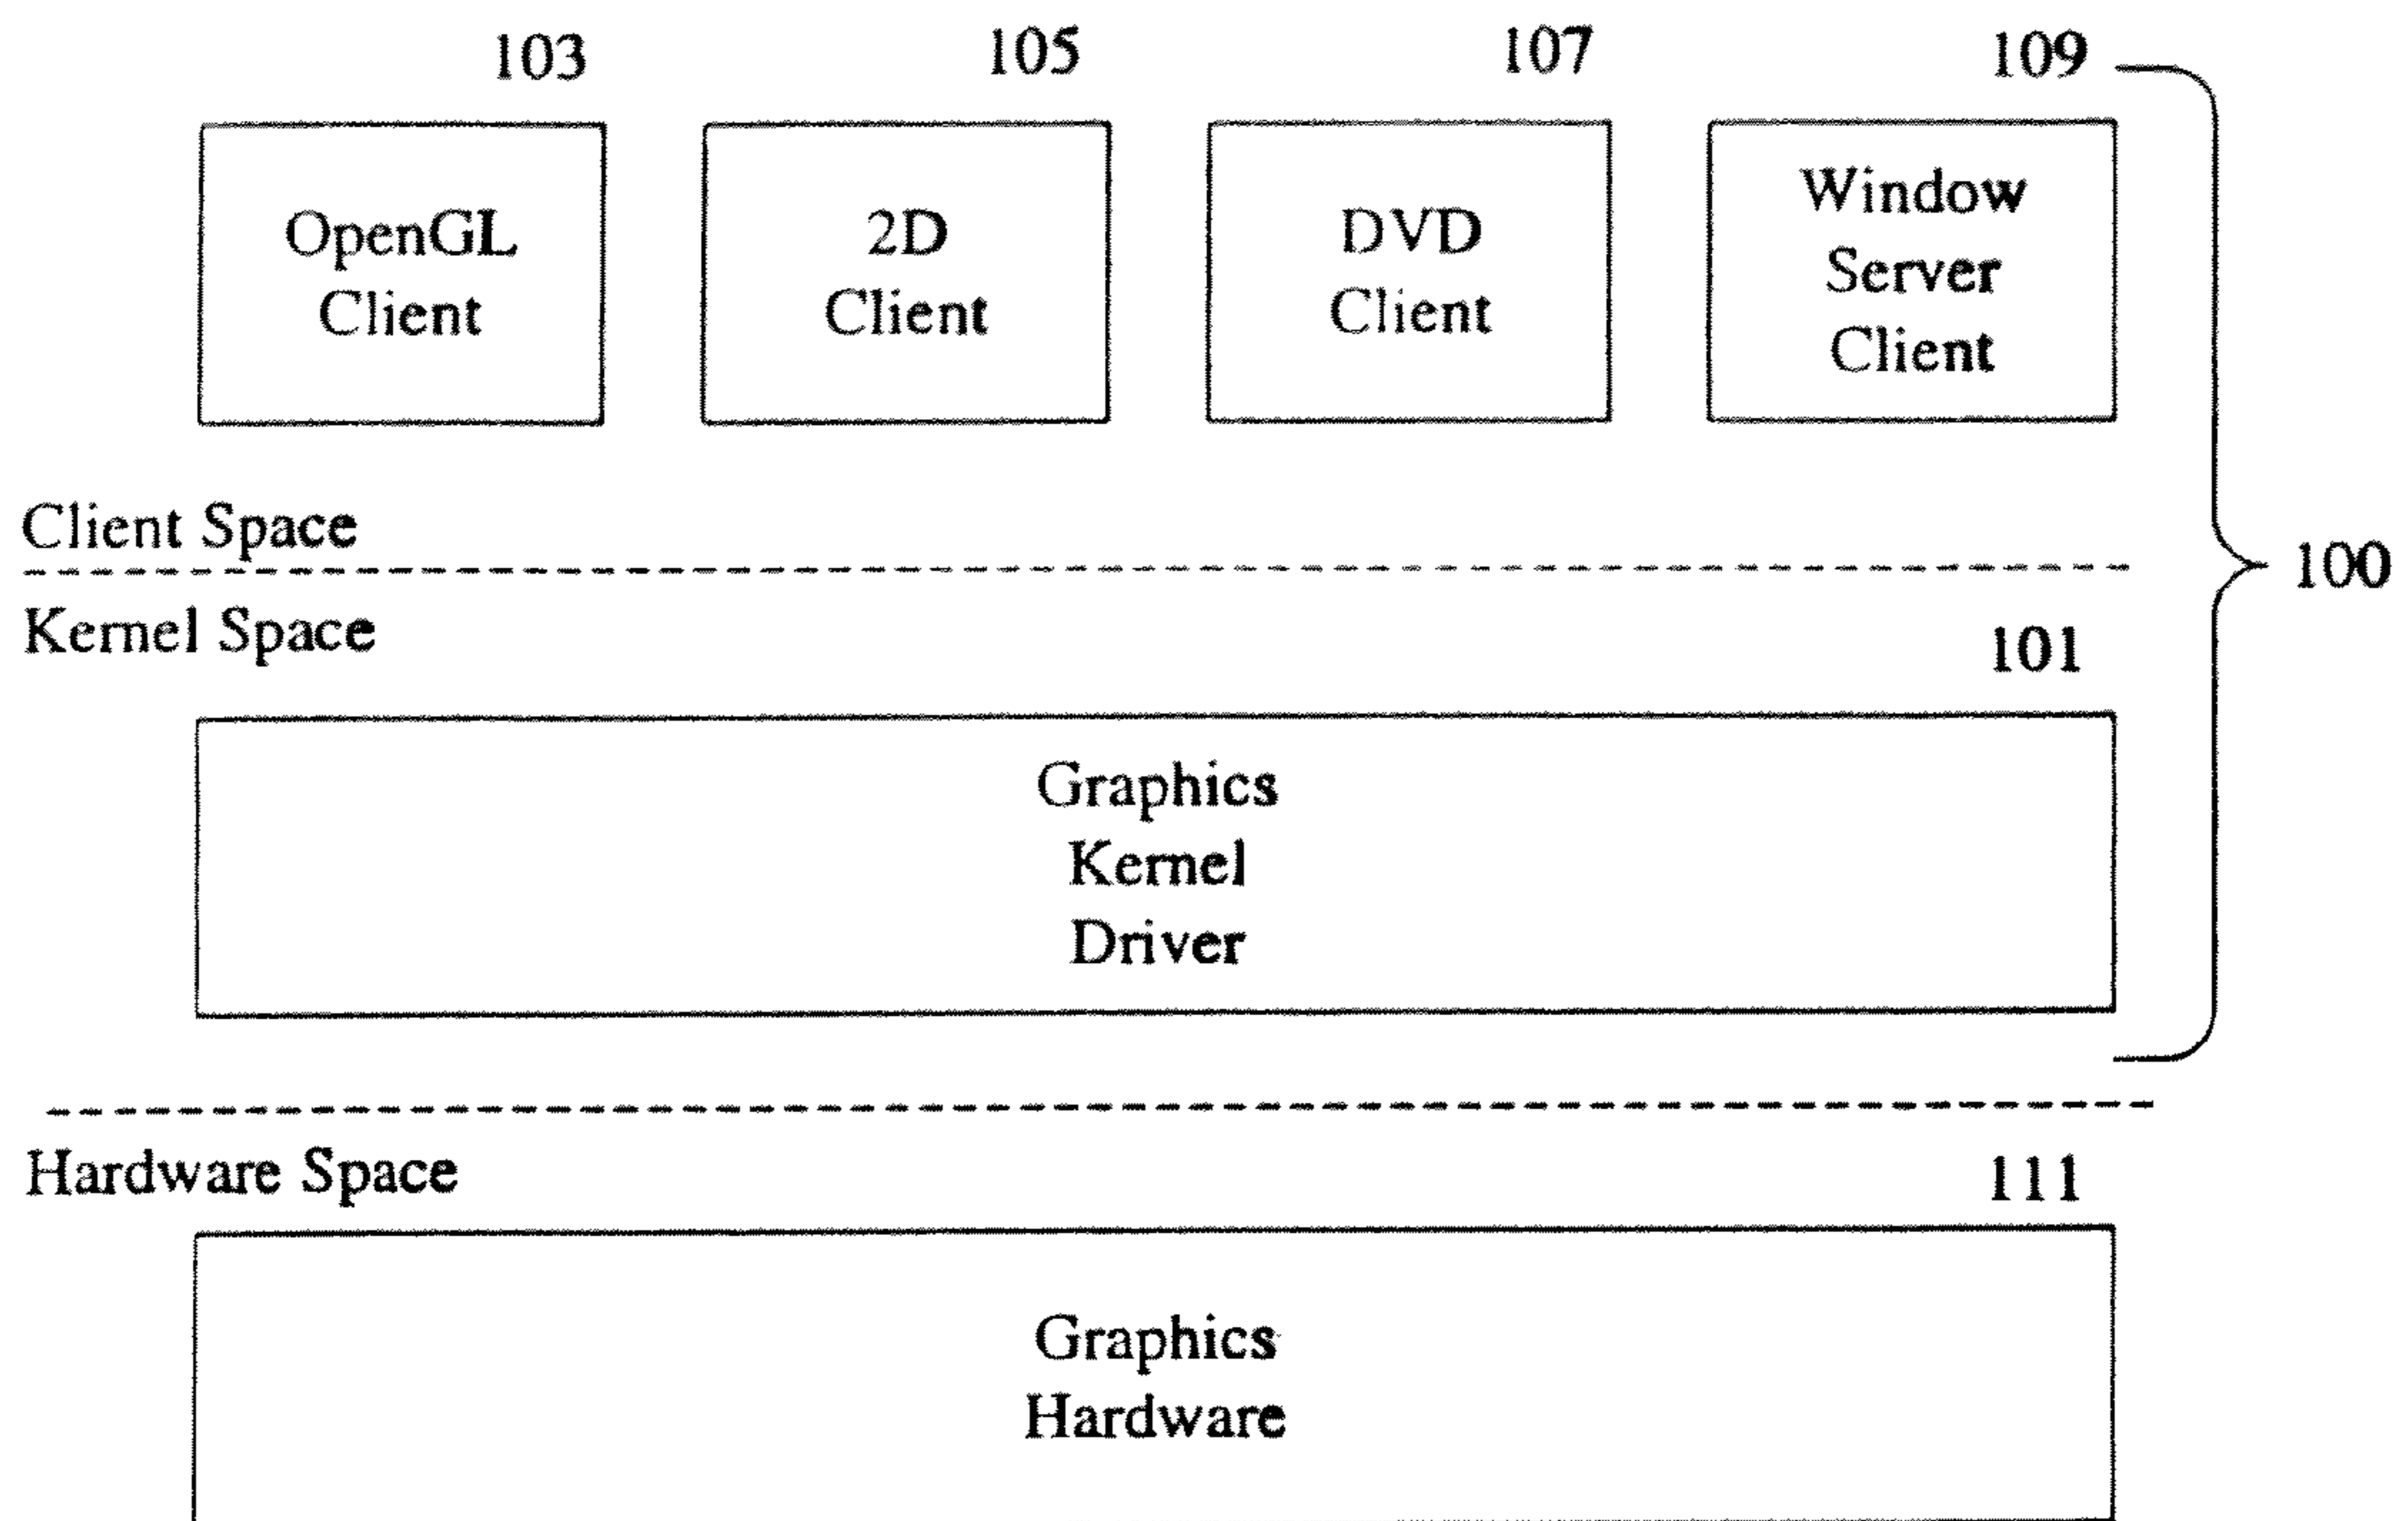 103
105
107
109
OpenGL
Client
2D
Client
DVD
Client
Window
Server
Client
Client Space
100
Kernel Space
101
Graphics
Kernel
Driver
Hardware Space
111
Graphics
Hardware